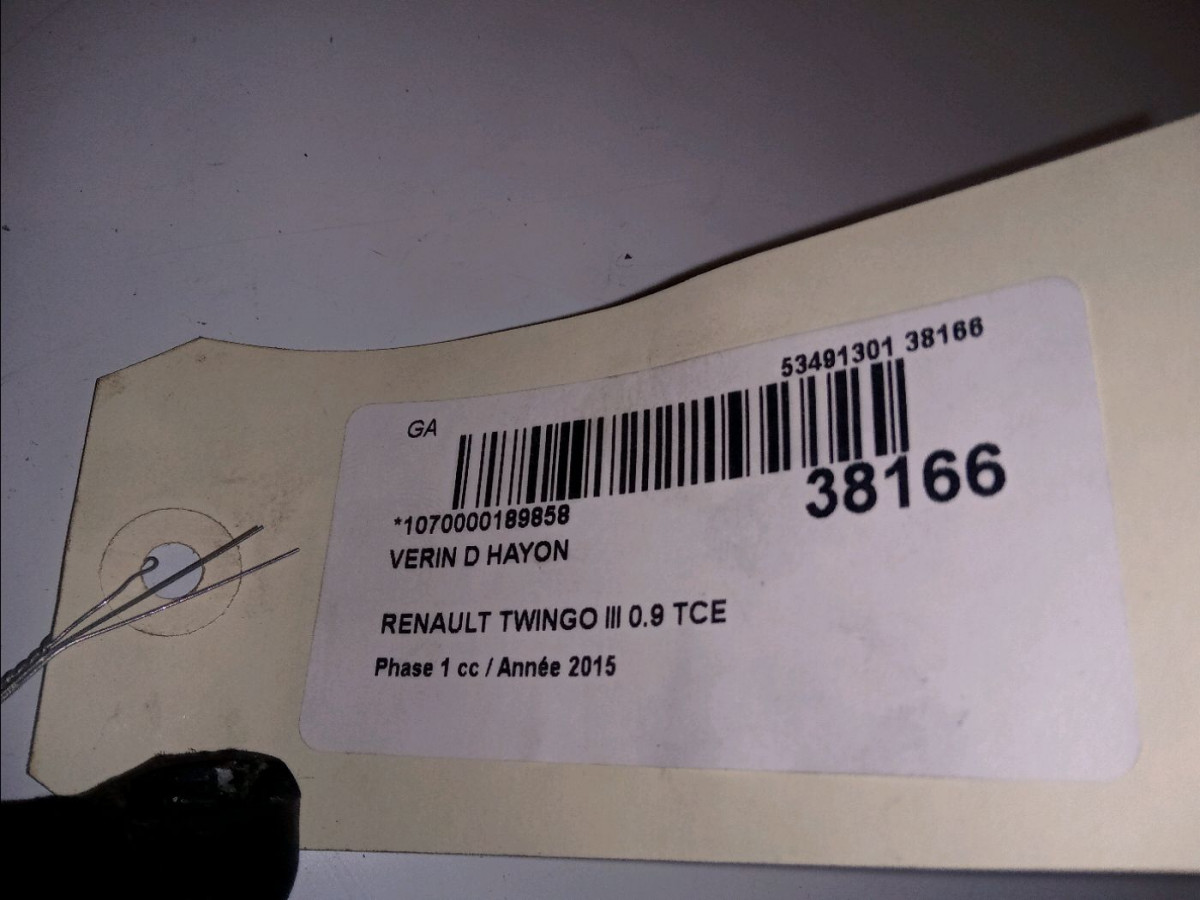 53491301 38166
GA
38166
*1070000189858
VERIN D HAYON
RENAULT TWINGO III 0.9 TCE
Phase 1 cc / Année 2015